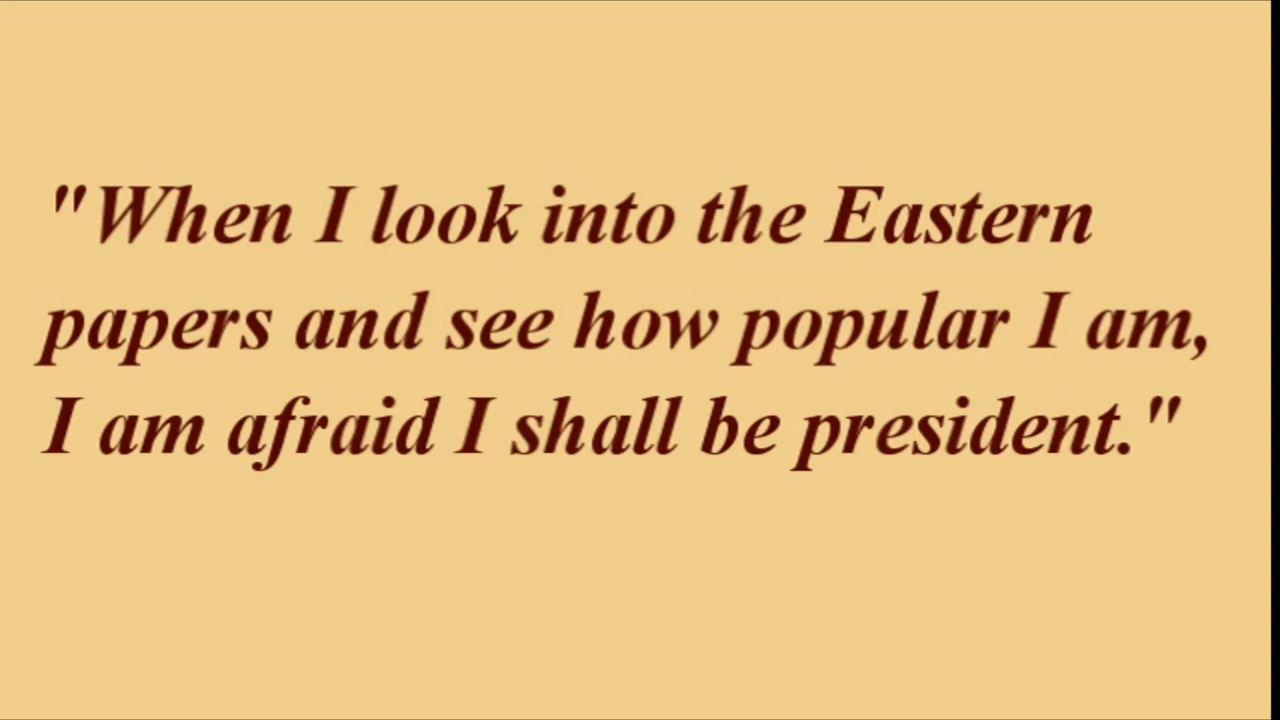 "When I look into the Eastern
papers and see how popular I am,
I am afraid I shall be president."